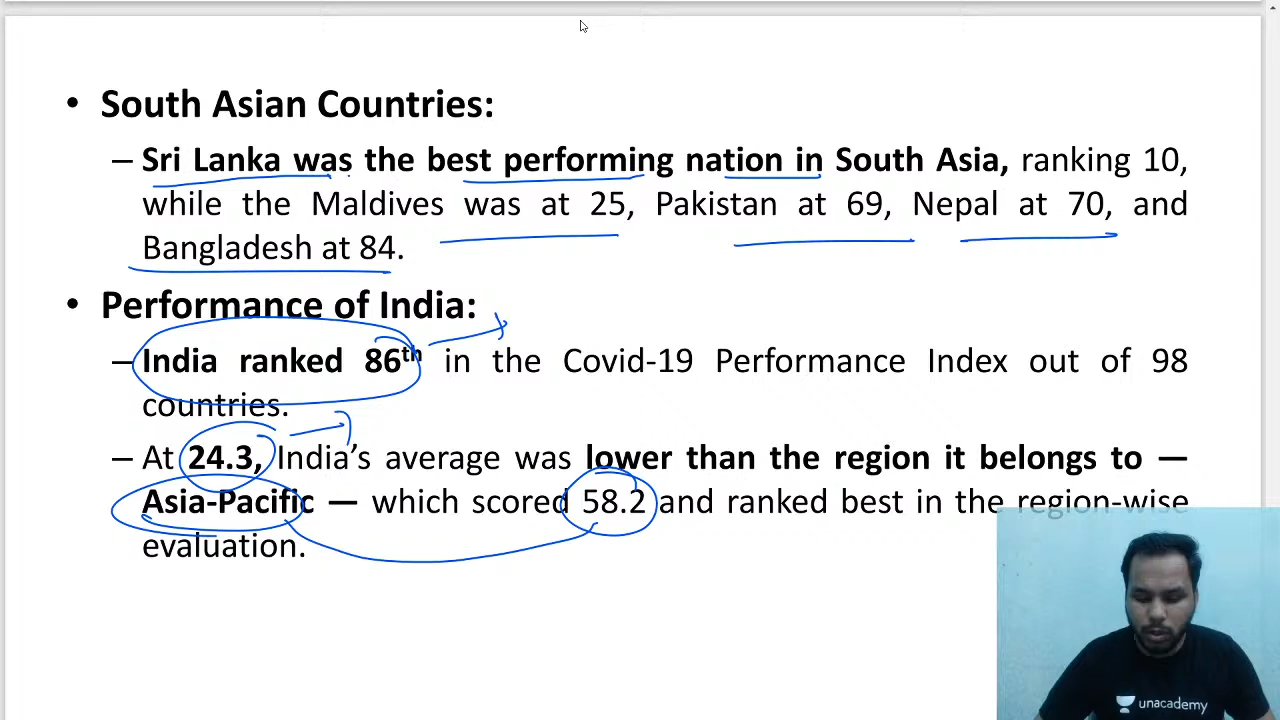 • South Asian Countries:
– Sri Lanka was the best performing nation in South Asia, ranking 10,
while the Maldives was at 25, Pakistan at 69, Nepal at 70, and
Bangladesh at 84.
• Performance of India:
– India ranked 86th in the Covid-19 Performance Index out of 98
countries.
– At 24.3, India's average was lower than the region it belongs to —
Asia-Pacific — which scored 58.2 and ranked best in the region-wise
evaluation.
unacademy